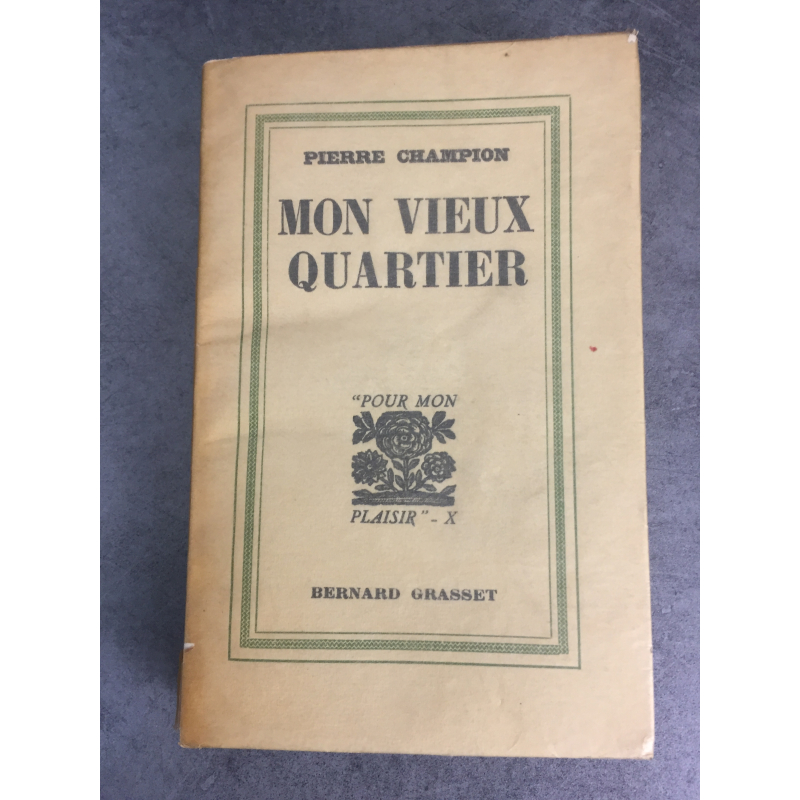 PIERRE CHAMPION
MON VIEUX
QUARTIER
"POUR MON
PLAISIR" - X
BERNARD GRASSET